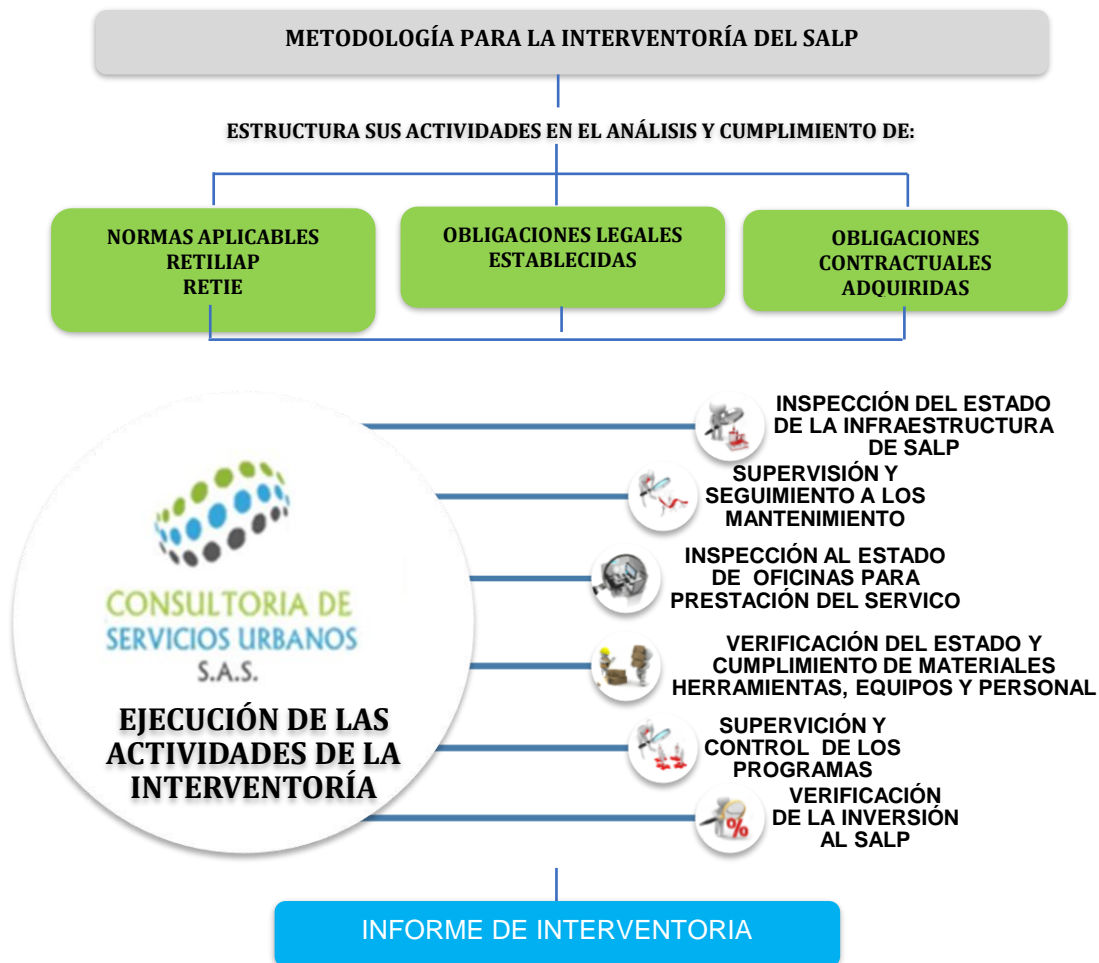 METODOLOGÍA PARA LA INTERVENTORÍA DEL SALP
ESTRUCTURA SUS ACTIVIDADES EN EL ANÁLISIS Y CUMPLIMIENTO DE:
NORMAS APLICABLES
RETILIAP
RETIE
OBLIGACIONES LEGALES
ESTABLECIDAS
OBLIGACIONES
CONTRACTUALES
ADQUIRIDAS
CONSULTORIA DE
SERVICIOS URBANOS
S.A.S.
EJECUCIÓN DE LAS
ACTIVIDADES DE LA
INTERVENTORÍA
INSPECCIÓN DEL ESTADO
DE LA INFRAESTRUCTURA
DE SALP
SUPERVISIÓN Y
SEGUIMIENTO A LOS
MANTENIMIENTO
INSPECCIÓN AL ESTADO
DE OFICINAS PARA
PRESTACIÓN DEL SERVICO
VERIFICACIÓN DEL ESTADO Y
CUMPLIMIENTO DE MATERIALES
HERRAMIENTAS, EQUIPOS Y PERSONAL
SUPERVICIÓN Y
CONTROL DE LOS
PROGRAMAS
%
VERIFICACIÓN
DE LA INVERSIÓN
AL SALP
INFORME DE INTERVENTORIA